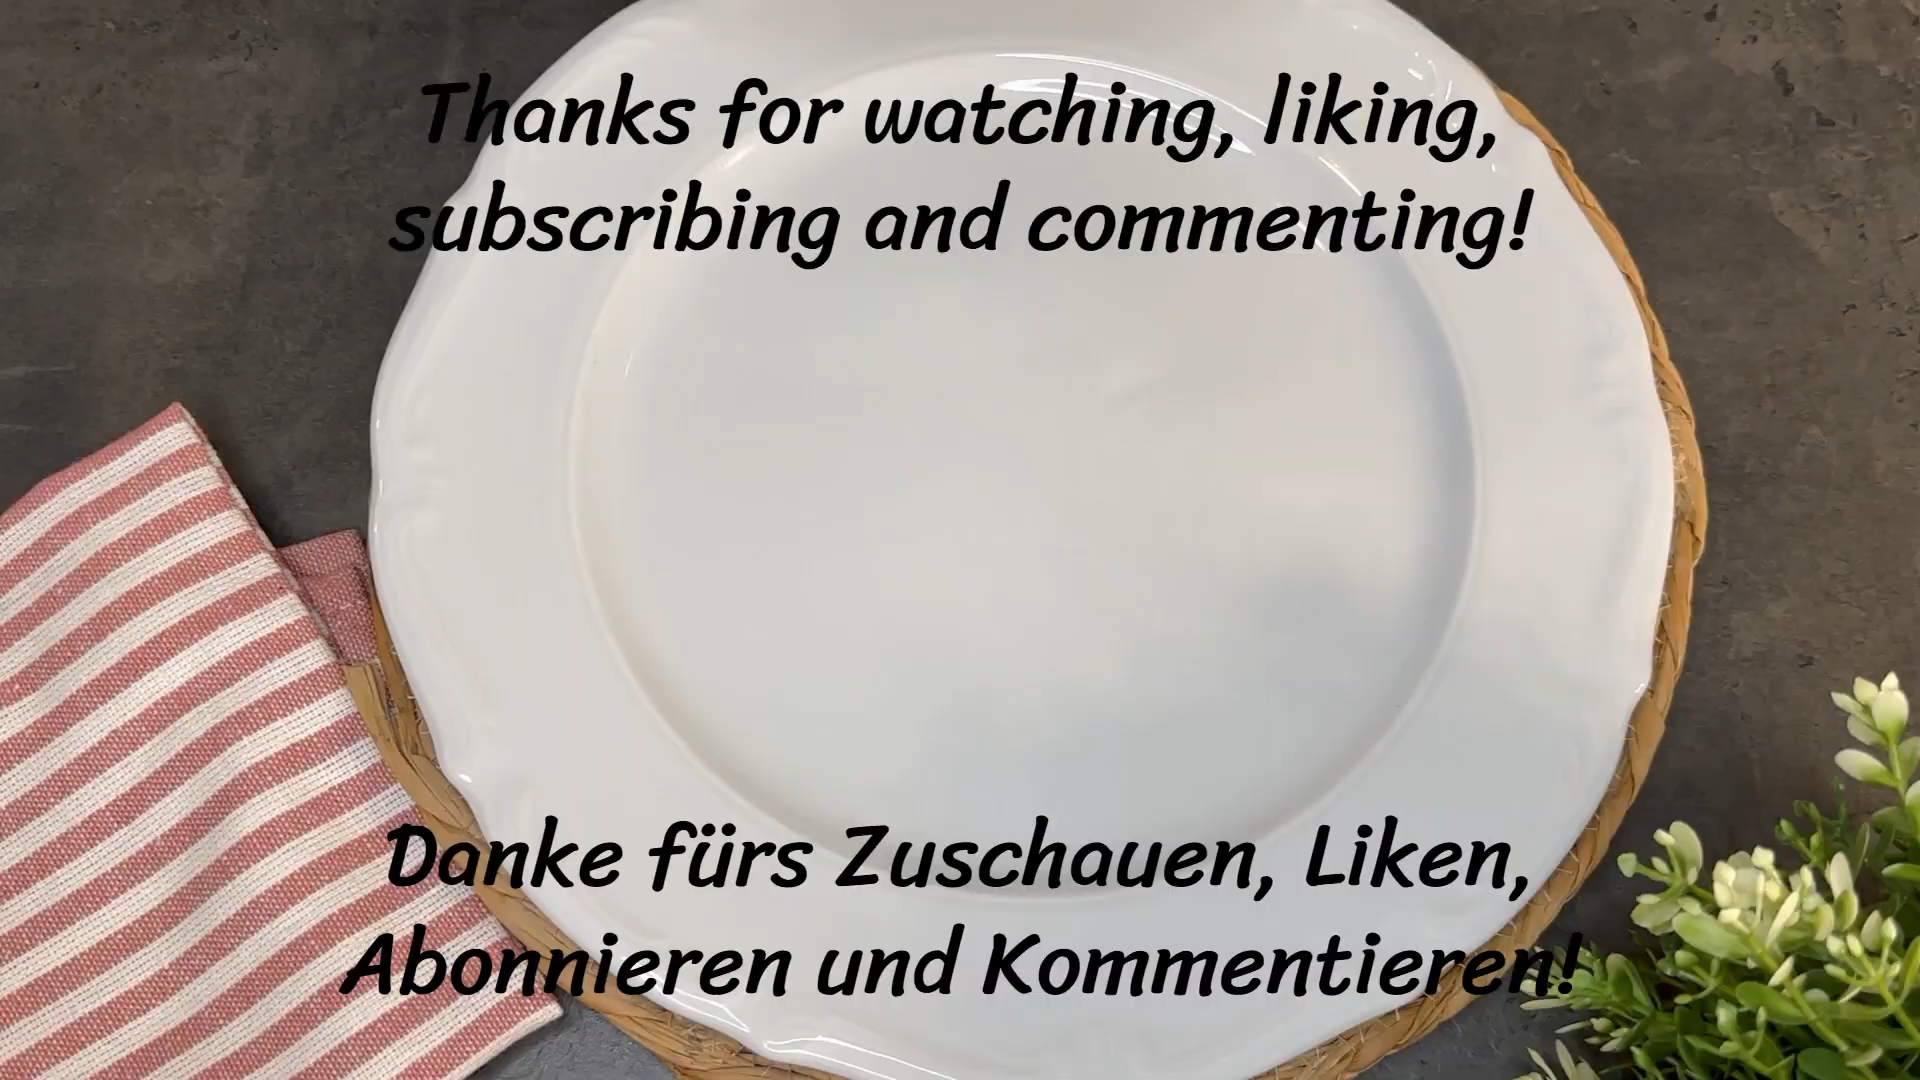 Thanks for watching, liking,
subscribing and commenting!
Danke fürs Zuschauen, Liken,
Abonnieren und Kommentieren!